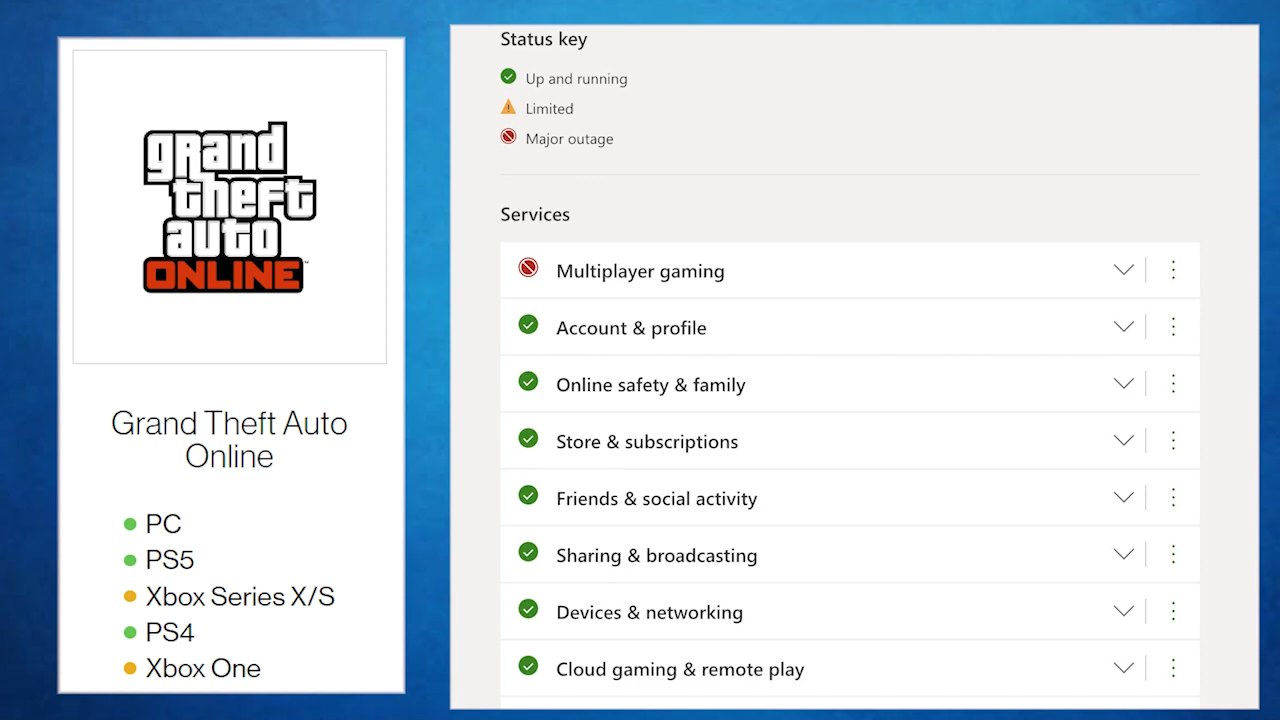 grand
theft
auto
ONLINE
Grand Theft Auto
Online
PC
PS5
Xbox Series X/S
PS4
Xbox One
Status key
Up and running
Limited
Major outage
Services
Multiplayer gaming
Account & profile
Online safety & family
Store & subscriptions
Friends & social activity
Sharing & broadcasting
Devices & networking
Cloud gaming & remote play